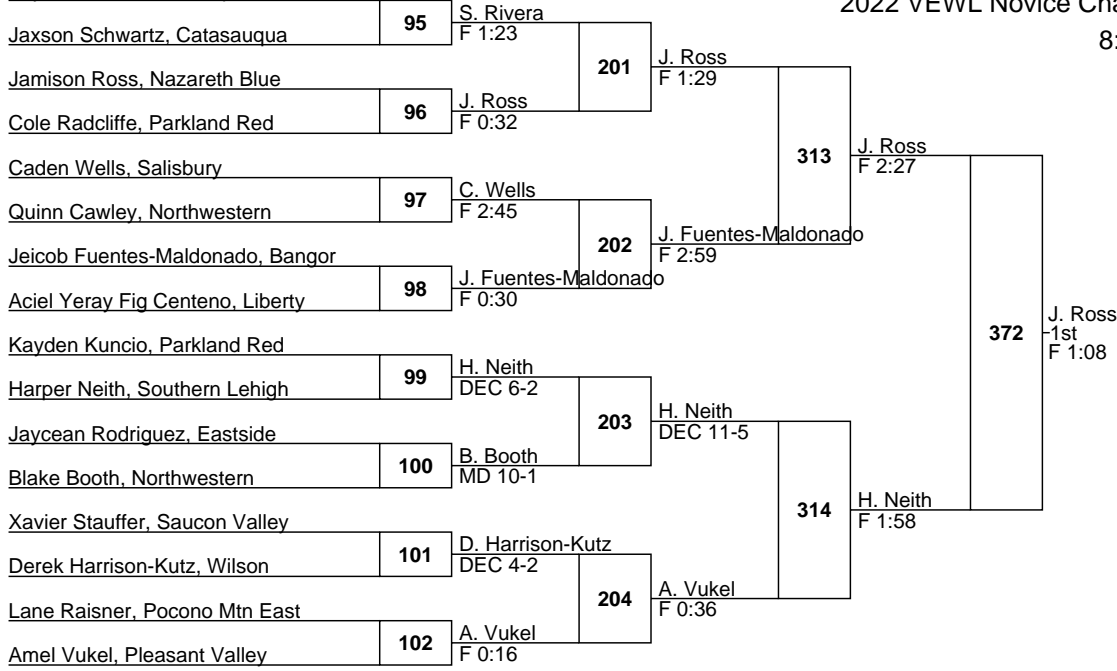 2022 VEWL Novice Cha
8:
95
S. Rivera
F 1:23
Jaxson Schwartz, Catasauqua
201
J. Ross
F 1:29
Jamison Ross, Nazareth Blue
96
J. Ross
F 0:32
Cole Radcliffe, Parkland Red
313
J. Ross
F 2:27
Caden Wells, Salisbury
97
C. Wells
F 2:45
Quinn Cawley, Northwestern
202
J. Fuentes-Maldonado
F 2:59
Jeicob Fuentes-Maldonado, Bangor
98
J. Fuentes-Maldonado
F 0:30
Aciel Yeray Fig Centeno, Liberty
372
J. Ross
1st
F 1:08
Kayden Kuncio, Parkland Red
99
H. Neith
DEC 6-2
Harper Neith, Southern Lehigh
203
H. Neith
DEC 11-5
Jaycean Rodriguez, Eastside
100
B. Booth
MD 10-1
Blake Booth, Northwestern
314
H. Neith
F 1:58
Xavier Stauffer, Saucon Valley
101
D. Harrison-Kutz
DEC 4-2
Derek Harrison-Kutz, Wilson
204
A. Vukel
F 0:36
Lane Raisner, Pocono Mtn East
102
A. Vukel
F 0:16
Amel Vukel, Pleasant Valley